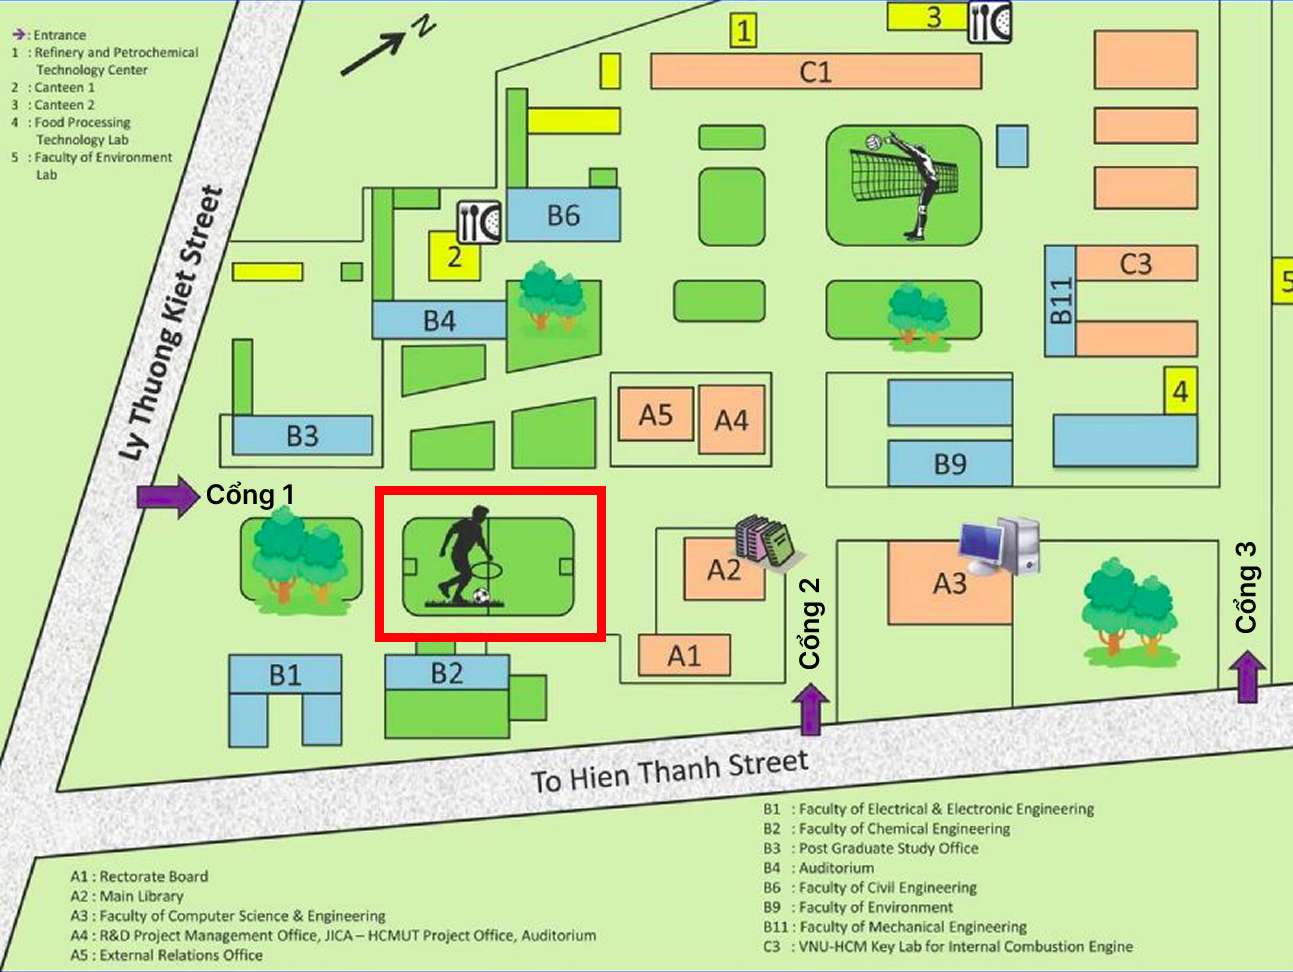 : Entrance
1 : Refinery and Petrochemical
Technology Center
2 : Canteen 1
3 : Canteen 2
4 : Food Processing
Technology Lab
5 : Faculty of Environment
Lab
N
1
3
C1
B6
2
B4
C3
B11
5
Ly Thuong Kiet Street
B3
A5
A4
4
B9
Cổng 1
A2
Cổng 2
A3
Cổng 3
B1
B2
A1
To Hien Thanh Street
A1 : Rectorate Board
A2 : Main Library
A3 : Faculty of Computer Science & Engineering
A4 : R&D Project Management Office, JICA – HCMUT Project Office, Auditorium
A5 : External Relations Office
B1 : Faculty of Electrical & Electronic Engineering
B2 : Faculty of Chemical Engineering
B3 : Post Graduate Study Office
B4 : Auditorium
B6 : Faculty of Civil Engineering
B9 : Faculty of Environment
B11 : Faculty of Mechanical Engineering
C3 : VNU-HCM Key Lab for Internal Combustion Engine